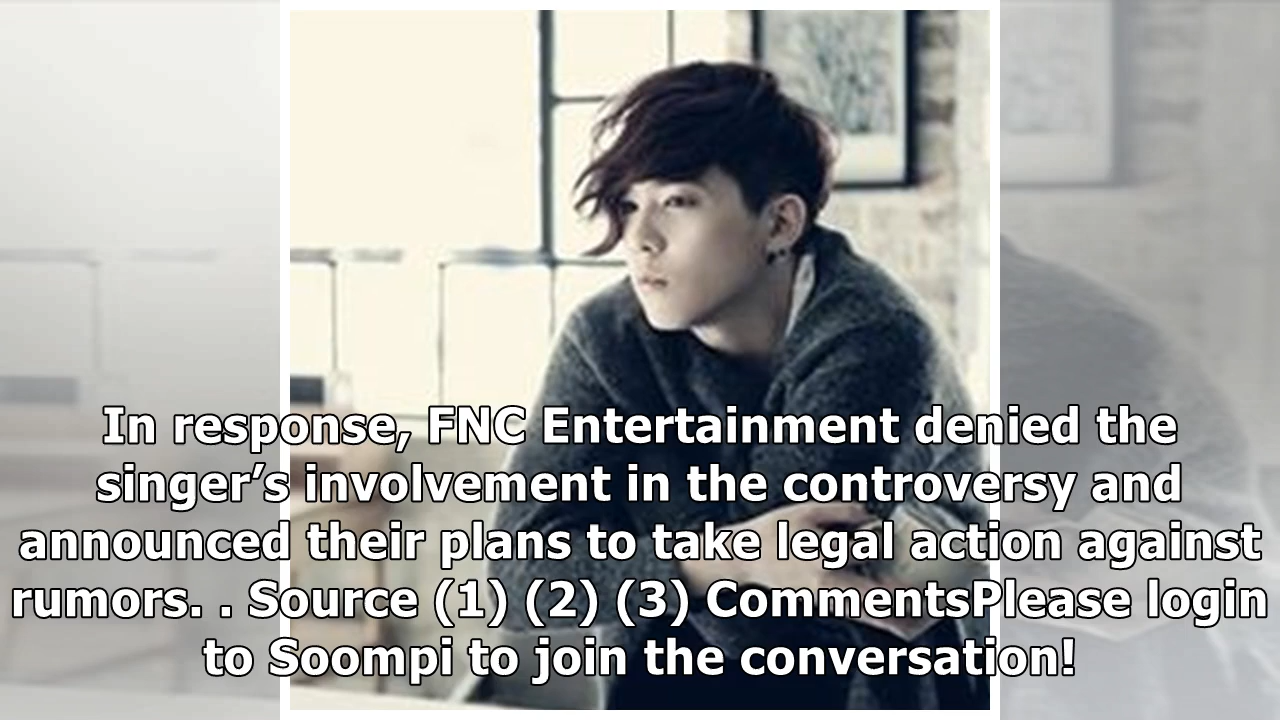 In response, FNC Entertainment denied the
singer’s involvement in the controversy and
announced their plans to take legal action against
rumors. . Source (1) (2) (3) CommentsPlease login
to Soompi to join the conversation!